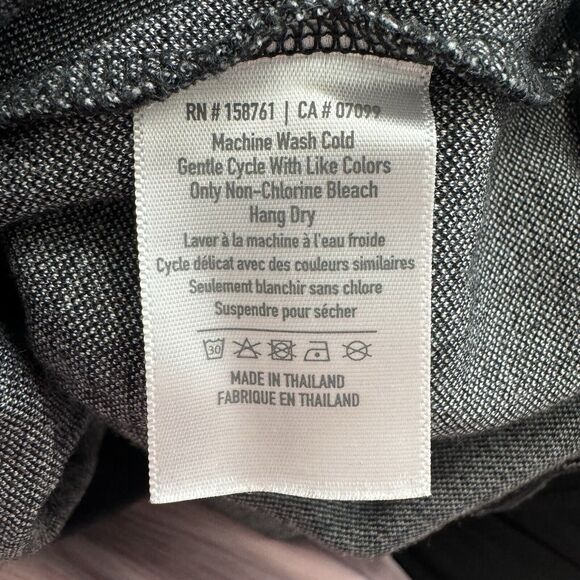 RN # 158761 | CA # 07099
Machine Wash Cold
Gentle Cycle With Like Colors
Only Non-Chlorine Bleach
Hang Dry
Laver à la machine à l'eau froide
Cycle délicat avec des couleurs similaires
Seulement blanchir sans chlore
Suspendre pour sécher
30
MADE IN THAILAND
FABRIQUE EN THAILAND